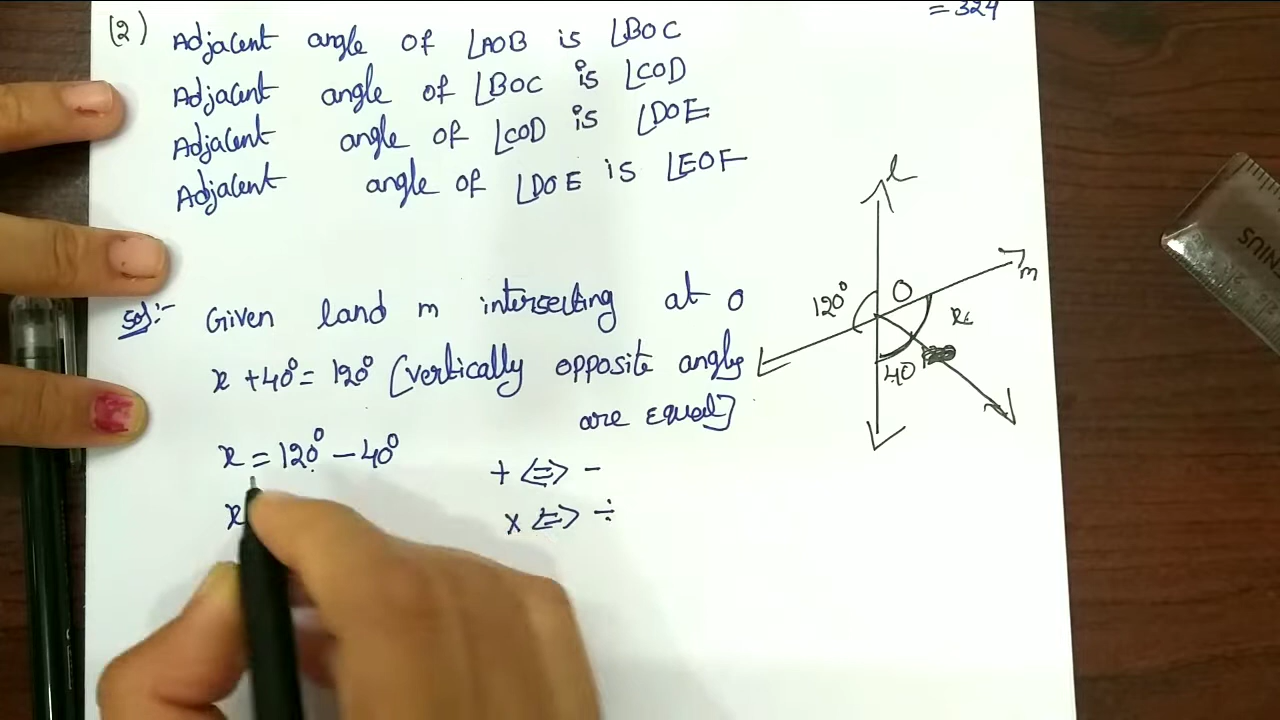 = 324
(2) Adjacent angle of ∠AOB is ∠BOC
Adjacent angle of ∠BOC is ∠COD
Adjacent angle of ∠COD is ∠DOE
Adjacent angle of ∠DOE is ∠EOF
Sol:- Given l and m intersecting at O
x + 40° = 120° [vertically opposite angles
are equal]
x = 120° - 40°
x
+ <=> -
x <=> ÷
l
m
120°
O
x
40